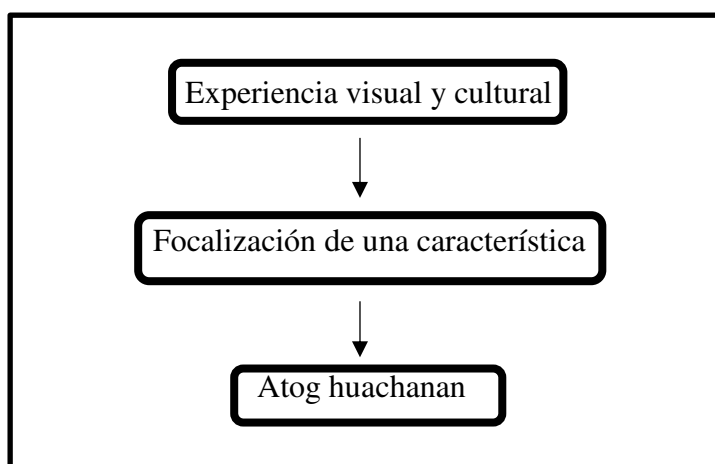 Experiencia visual y cultural
Focalización de una característica
Atog huachanan